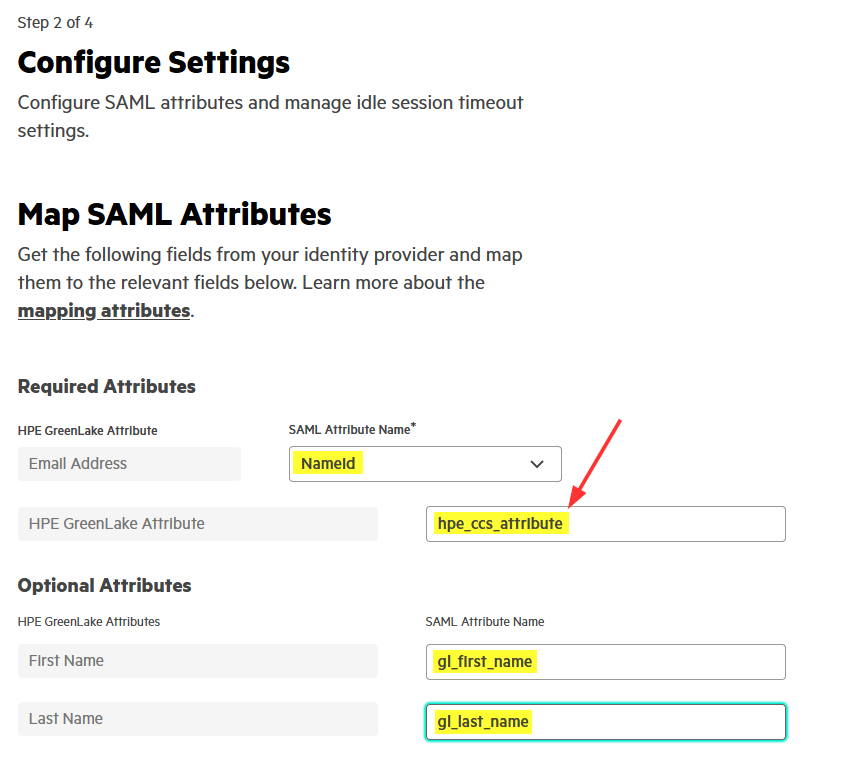 Step 2 of 4
Configure Settings
Configure SAML attributes and manage idle session timeout
settings.
Map SAML Attributes
Get the following fields from your identity provider and map
them to the relevant fields below. Learn more about the
mapping attributes.
Required Attributes
HPE GreenLake Attribute
SAML Attribute Name*
Email Address
NameId
HPE GreenLake Attribute
hpe_ccs_attribute
Optional Attributes
HPE GreenLake Attributes
SAML Attribute Name
First Name
gl_first_name
Last Name
gl_last_name